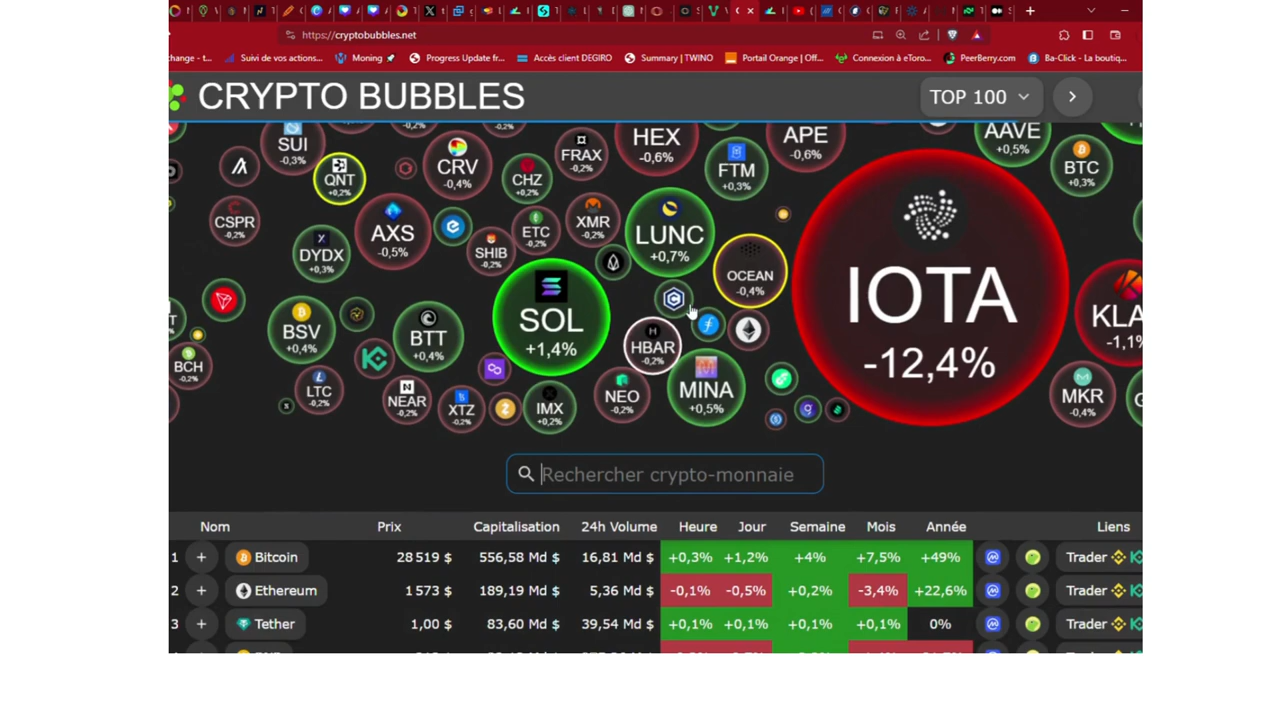 https://cryptobubbles.net
change - t...
Suivi de vos actions...
Moning
Progress Update fr...
Accès client DEGIRO
Summary | TWINO
Portail Orange | Off...
Connexion à eToro...
PeerBerry.com
Ba-Click - La boutiq...
CRYPTO BUBBLES
TOP 100
SUI
-0,3%
QNT
+0,2%
CRV
-0,4%
CHZ
+0,2%
FRAX
-0,2%
HEX
-0,6%
FTM
+0,3%
APE
-0,6%
AAVE
+0,5%
BTC
+0,3%
CSPR
-0,2%
DYDX
+0,3%
AXS
-0,5%
SHIB
-0,2%
ETC
-0,2%
XMR
-0,2%
LUNC
+0,7%
OCEAN
-0,4%
IOTA
-12,4%
KLA
-1,1%
BCH
-0,2%
BSV
+0,4%
BTT
+0,4%
SOL
+1,4%
HBAR
-0,2%
LTC
-0,2%
NEAR
-0,2%
XTZ
-0,2%
IMX
+0,2%
NEO
-0,2%
MINA
+0,5%
MKR
-0,4%
Rechercher crypto-monnaie
Nom Prix Capitalisation 24h Volume Heure Jour Semaine Mois Année Liens
1 + Bitcoin 28 519 $ 556,58 Md $ 16,81 Md $ +0,3% +1,2% +4% +7,5% +49% Trader
2 + Ethereum 1 573 $ 189,19 Md $ 5,36 Md $ -0,1% -0,5% +0,2% -3,4% +22,6% Trader
3 + Tether 1,00 $ 83,60 Md $ 39,54 Md $ +0,1% +0,1% +0,1% +0,1% 0% Trader